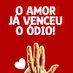 O AMOR
JÁ VENCEU
O ÓDIO!